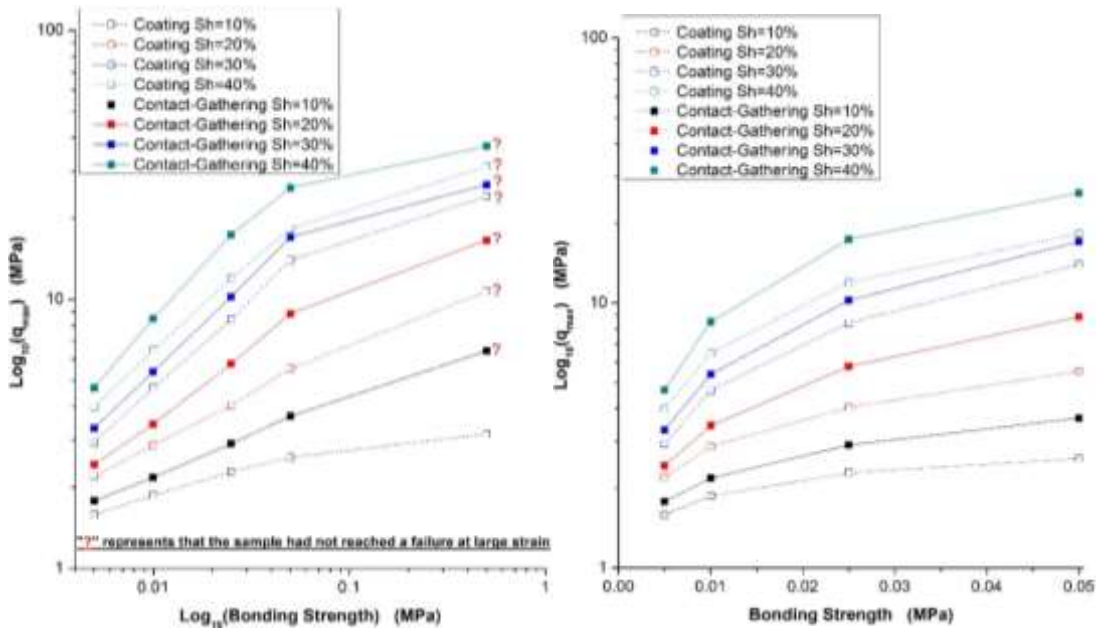 100
Coating Sh=10%
Coating Sh=20%
Coating Sh=30%
Coating Sh=40%
Contact-Gathering Sh=10%
Contact-Gathering Sh=20%
Contact-Gathering Sh=30%
Contact-Gathering Sh=40%
?
?
?
?
?
?
?
Log10(qmax) (MPa)
10
"?" represents that the sample had not reached a failure at large strain
1
0.01
0.1
1
Log10(Bonding Strength) (MPa)
100
Coating Sh=10%
Coating Sh=20%
Coating Sh=30%
Coating Sh=40%
Contact-Gathering Sh=10%
Contact-Gathering Sh=20%
Contact-Gathering Sh=30%
Contact-Gathering Sh=40%
Log10(qmax) (MPa)
10
1
0.00
0.01
0.02
0.03
0.04
0.05
Bonding Strength (MPa)